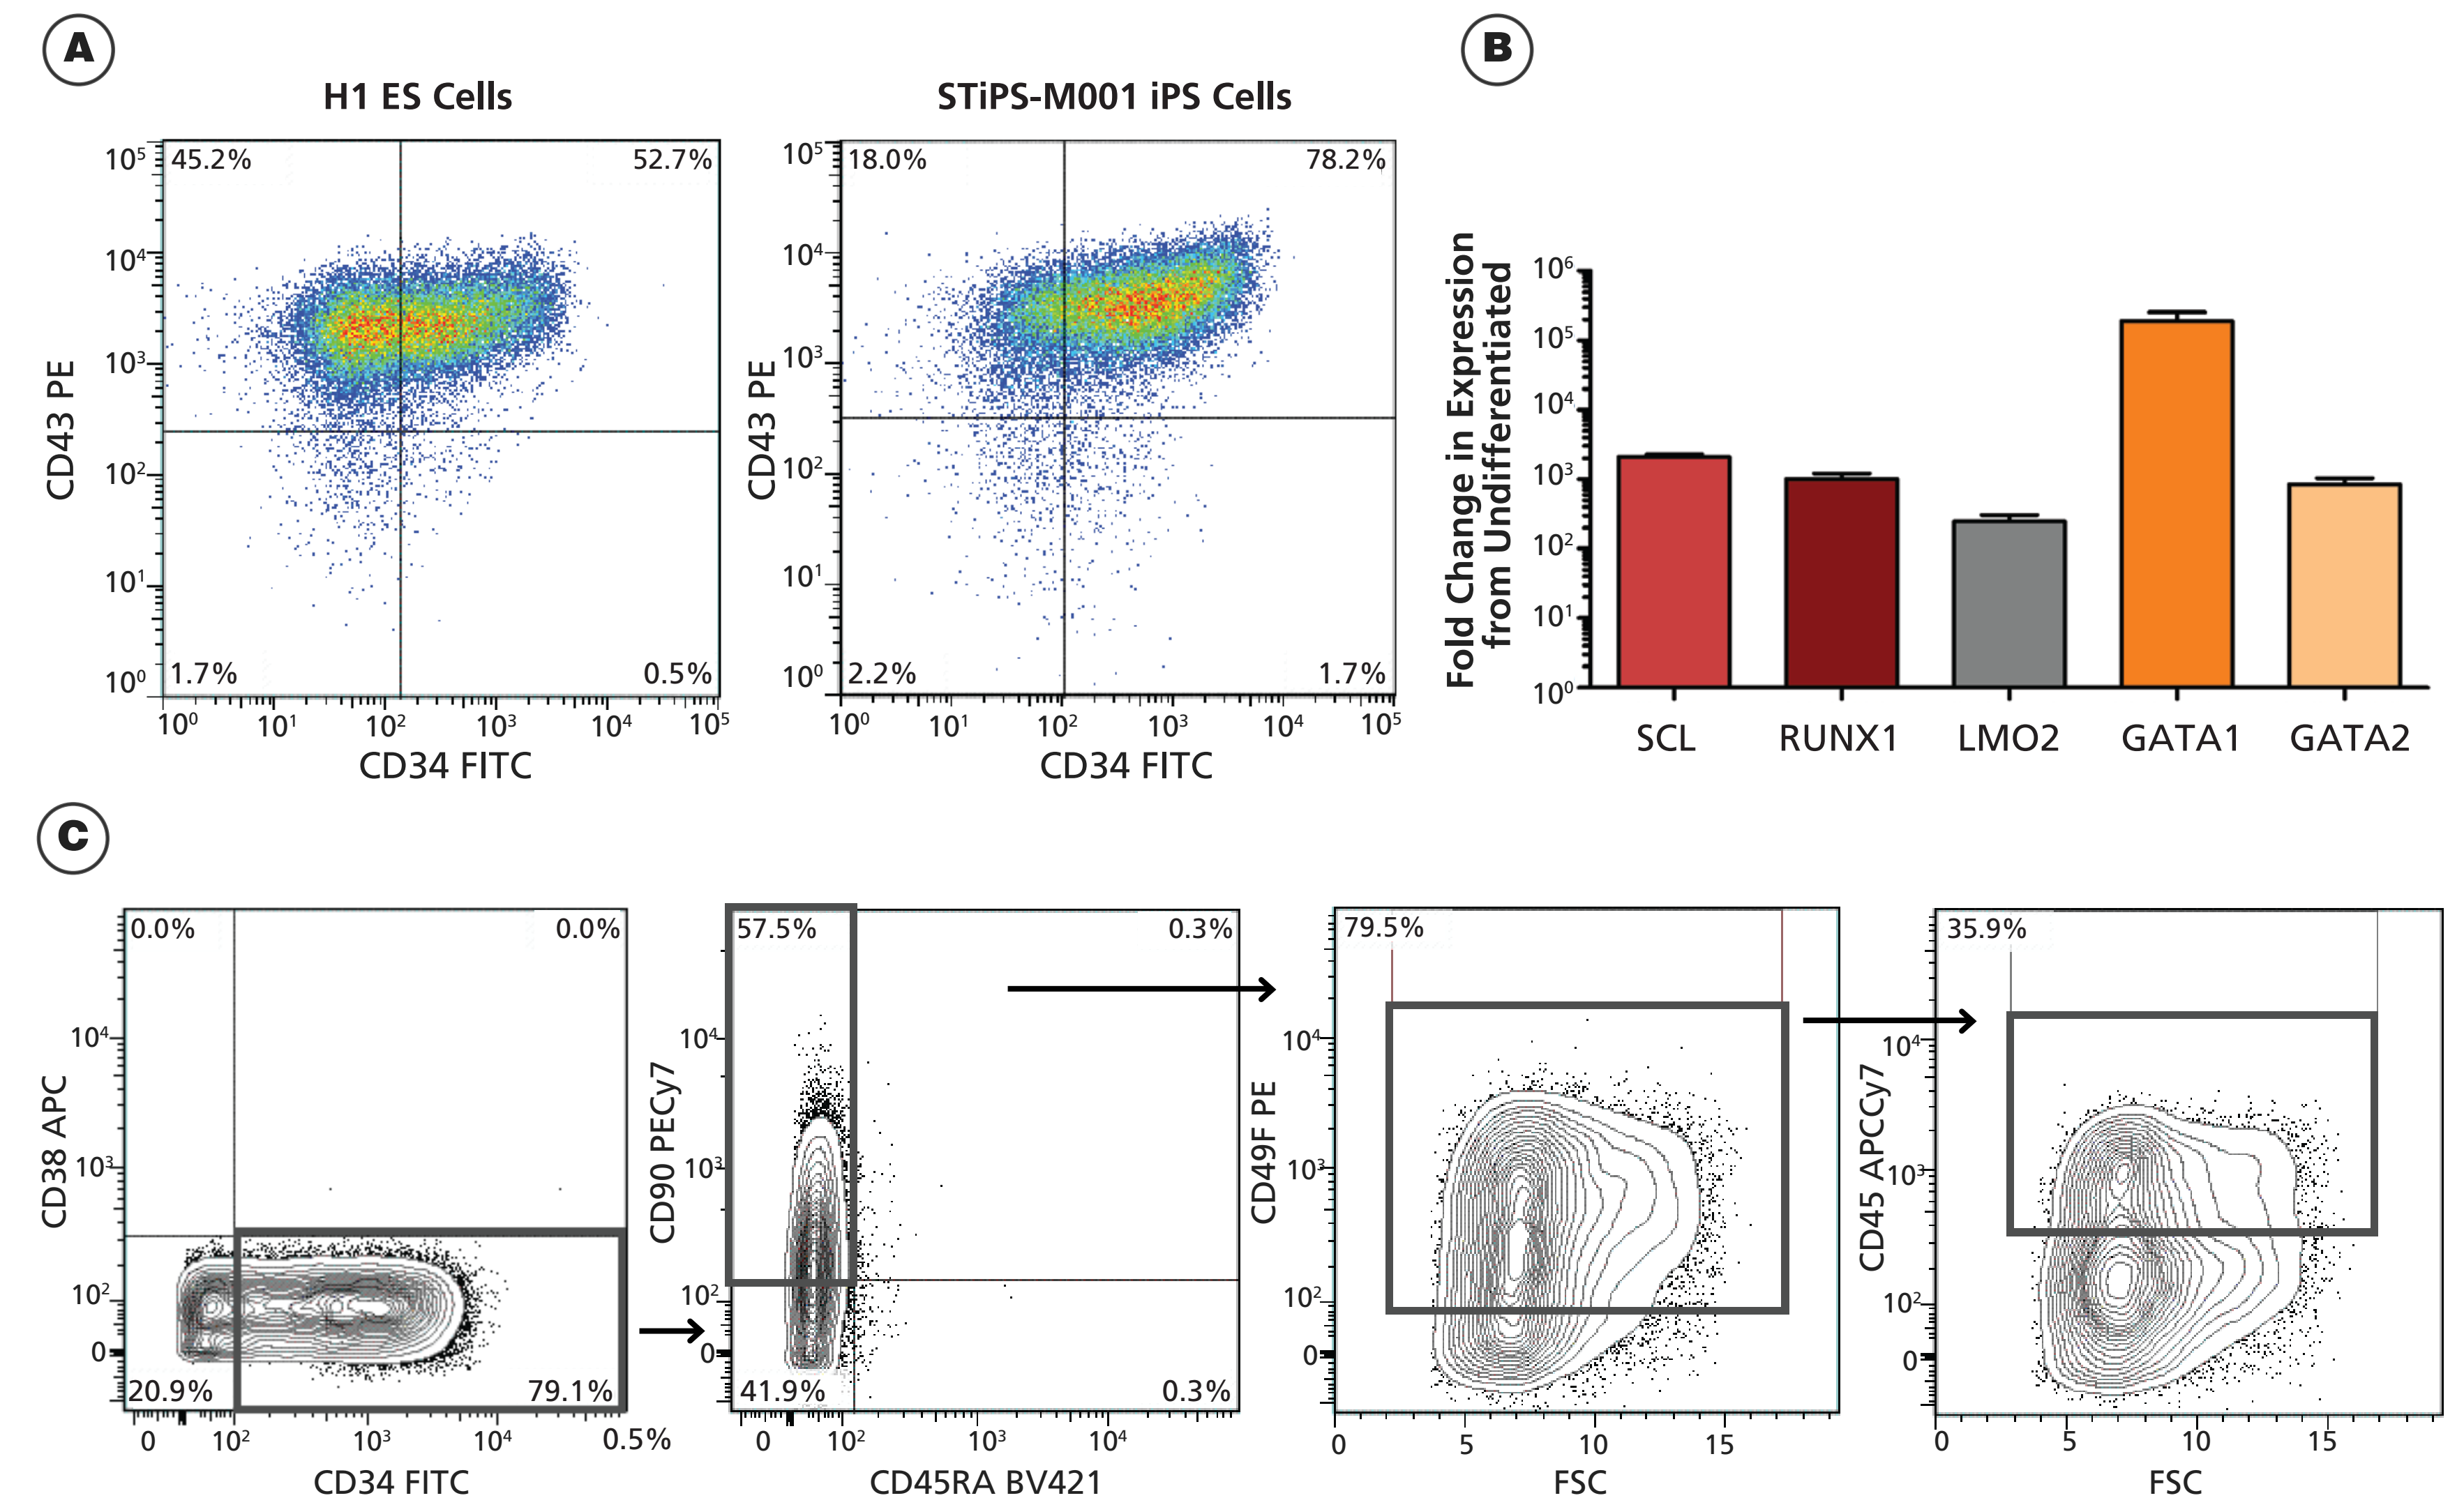 A
B
H1 ES Cells
STiPS-M001 iPS Cells
10⁵
45.2%
52.7%
10⁴
10³
10²
10¹
10⁰
1.7%
0.5%
CD43 PE
10⁰ 10¹ 10² 10³ 10⁴ 10⁵
CD34 FITC
10⁵
18.0%
78.2%
10⁴
10³
10²
10¹
10⁰
2.2%
1.7%
CD43 PE
10⁰ 10¹ 10² 10³ 10⁴ 10⁵
CD34 FITC
Fold Change in Expression
from Undifferentiated
10⁶
10⁵
10⁴
10³
10²
10¹
10⁰
SCL RUNX1 LMO2 GATA1 GATA2
C
0.0%
0.0%
CD38 APC
10⁴
10³
10²
0
20.9%
79.1%
0 10² 10³ 10⁴ 0.5%
CD34 FITC
57.5%
0.3%
CD90 PECy7
10⁴
10³
10²
0
41.9%
0.3%
0 10² 10³ 10⁴
CD45RA BV421
79.5%
CD49F PE
10⁴
10³
10²
0
0 5 10 15
FSC
35.9%
CD45 APCCy7
10⁴
10³
10²
0
0 5 10 15
FSC